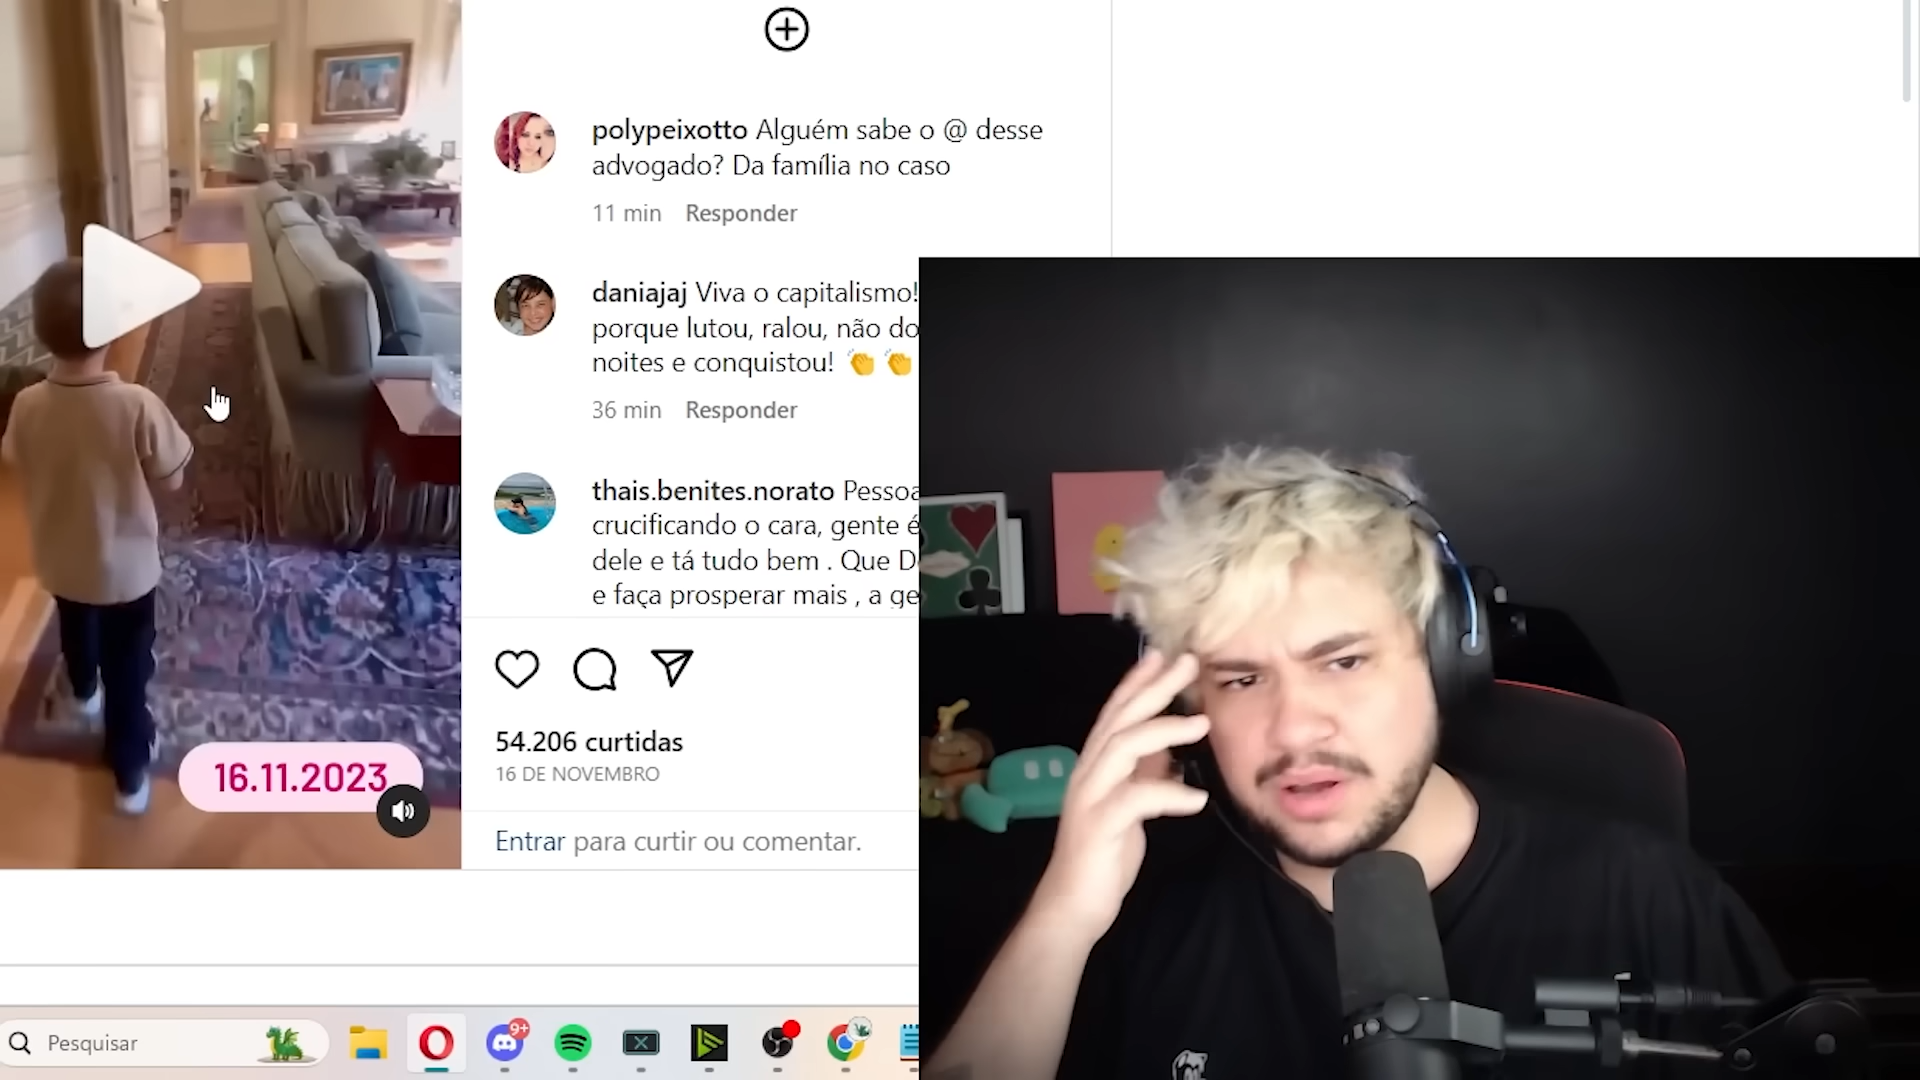 polypeixotto Alguém sabe o @ desse
advogado? Da família no caso
11 min Responder
daniajaj Viva o capitalismo!
porque lutou, ralou, não do
noites e conquistou! 👏 👏
36 min Responder
thais.benites.norato Pessoa
crucificando o cara, gente é
dele e tá tudo bem . Que D
e faça prosperar mais , a ge
54.206 curtidas
16 DE NOVEMBRO
16.11.2023
Entrar para curtir ou comentar.
Pesquisar
9+